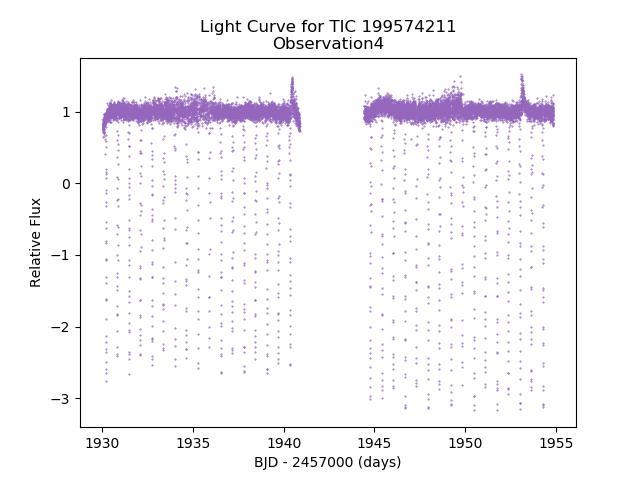 Light Curve for TIC 199574211
Observation4
1
0
−1
−2
−3
Relative Flux
1930
1935
1940
1945
1950
1955
BJD - 2457000 (days)